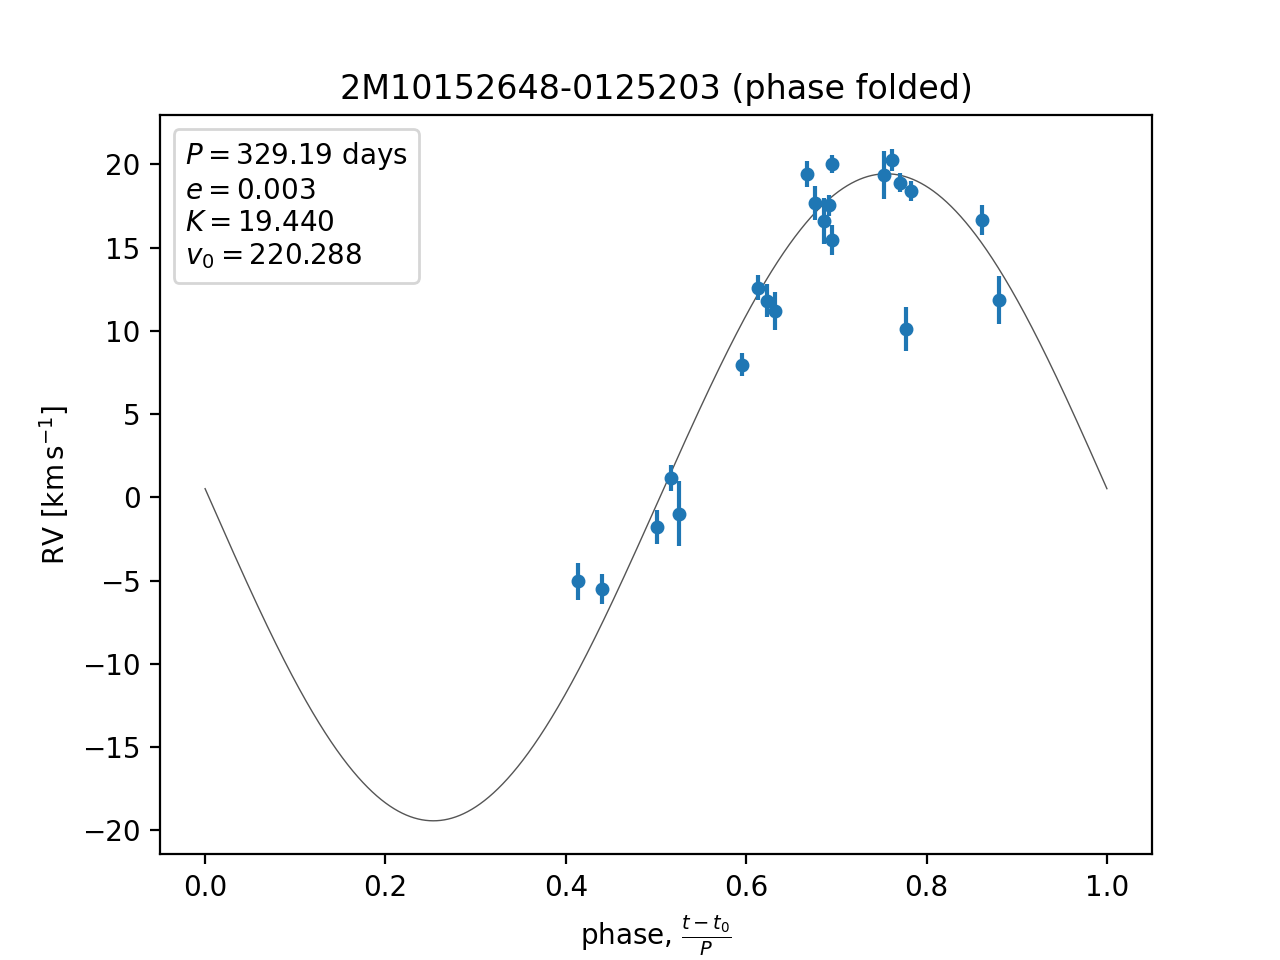 2M10152648-0125203 (phase folded)
P = 329.19 days
e = 0.003
K = 19.440
v₀ = 220.288
20
15
10
5
0
−5
−10
−15
−20
RV [km s⁻¹]
0.0 0.2 0.4 0.6 0.8 1.0
phase, (t − t₀)/P